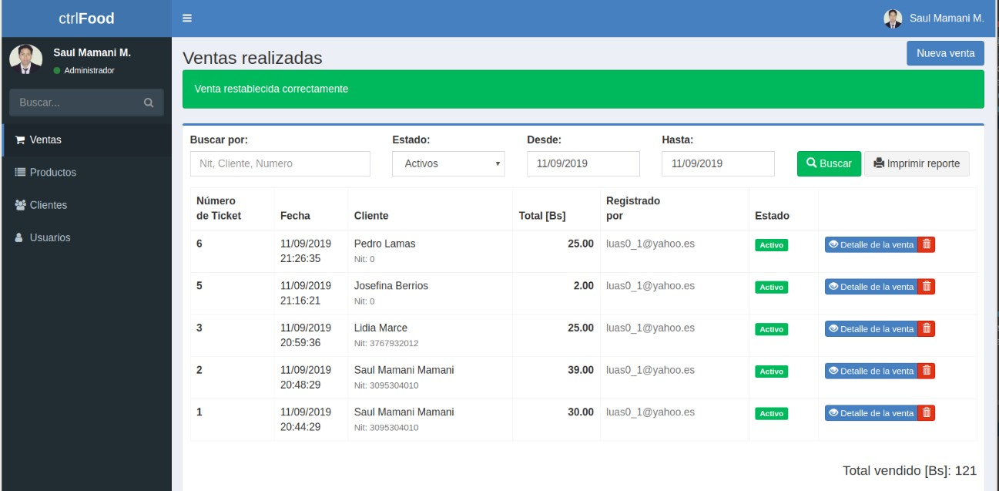 ctrlFood
Saul Mamani M.
Saul Mamani M.
Administrador
Buscar...
Ventas
Productos
Clientes
Usuarios
Ventas realizadas
Nueva venta
Venta restablecida correctamente
Buscar por: Estado: Desde: Hasta:
Nit, Cliente, Numero Activos 11/09/2019 11/09/2019 Buscar Imprimir reporte
Número de Ticket Fecha Cliente Total [Bs] Registrado por Estado
6 11/09/2019 Pedro Lamas 25.00 luas0_1@yahoo.es Activo Detalle de la venta
21:26:35 Nit: 0
5 11/09/2019 Josefina Berrios 2.00 luas0_1@yahoo.es Activo Detalle de la venta
21:16:21 Nit: 0
3 11/09/2019 Lidia Marce 25.00 luas0_1@yahoo.es Activo Detalle de la venta
20:59:36 Nit: 3767932012
2 11/09/2019 Saul Mamani Mamani 39.00 luas0_1@yahoo.es Activo Detalle de la venta
20:48:29 Nit: 3095304010
1 11/09/2019 Saul Mamani Mamani 30.00 luas0_1@yahoo.es Activo Detalle de la venta
20:44:29 Nit: 3095304010
Total vendido [Bs]: 121